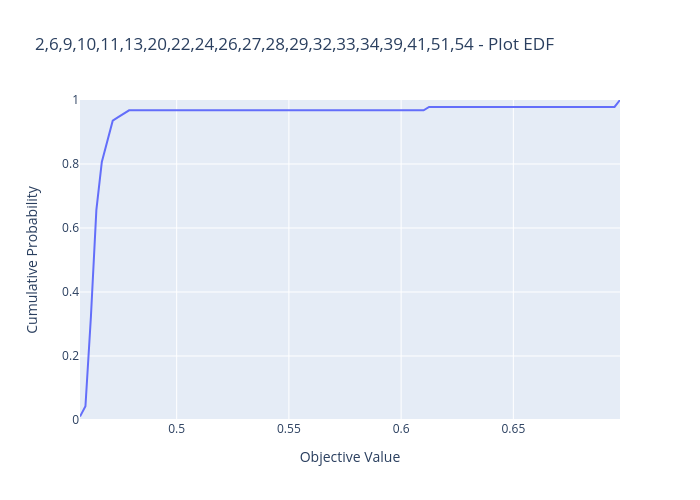 2,6,9,10,11,13,20,22,24,26,27,28,29,32,33,34,39,41,51,54 - Plot EDF
1
0.8
0.6
0.4
0.2
0
Cumulative Probability
0.5 0.55 0.6 0.65
Objective Value